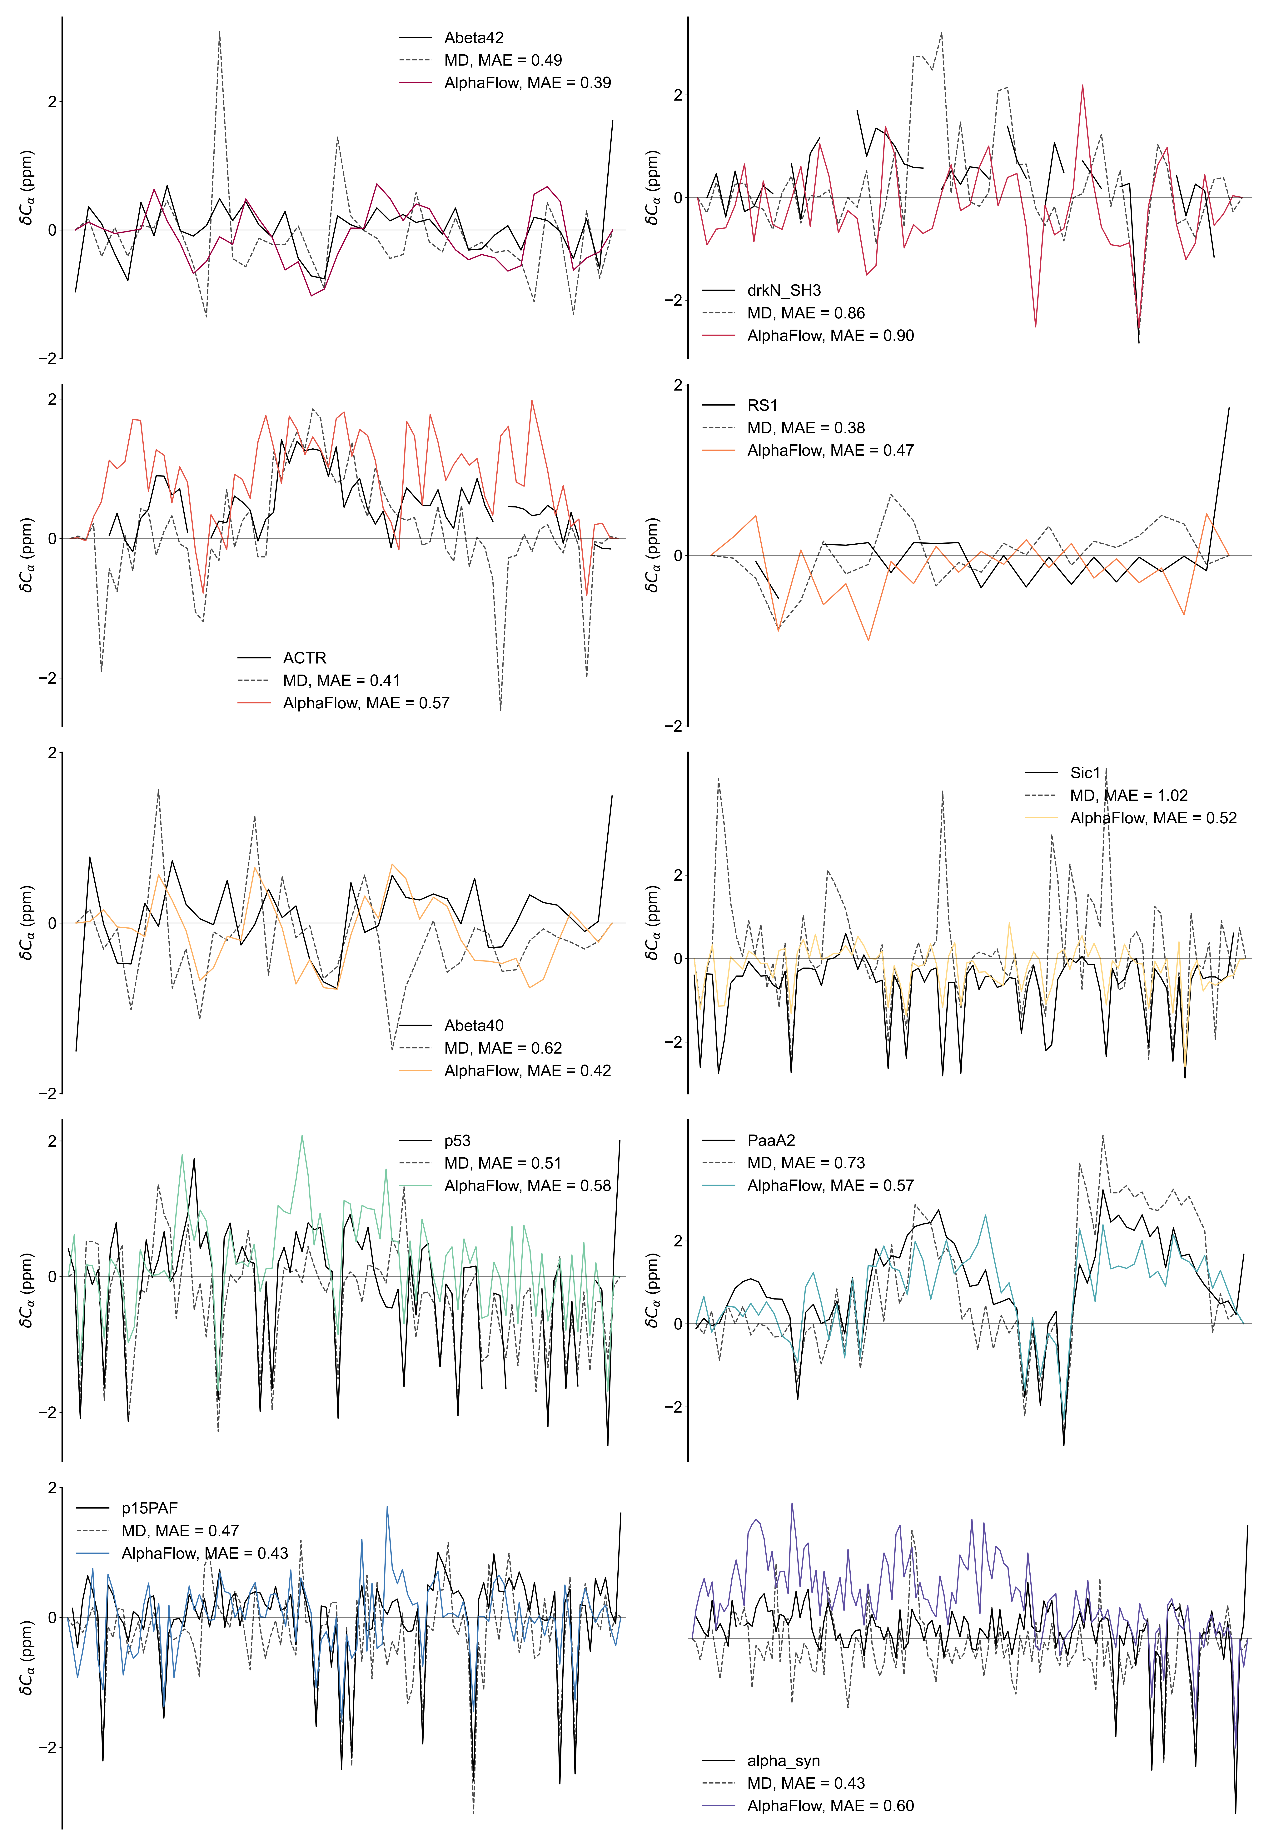 Abeta42
MD, MAE = 0.49
AlphaFlow, MAE = 0.39
2
0
−2
δCα (ppm)
drkN_SH3
MD, MAE = 0.86
AlphaFlow, MAE = 0.90
2
0
−2
δCα (ppm)
ACTR
MD, MAE = 0.41
AlphaFlow, MAE = 0.57
2
0
−2
δCα (ppm)
RS1
MD, MAE = 0.38
AlphaFlow, MAE = 0.47
2
0
−2
δCα (ppm)
Abeta40
MD, MAE = 0.62
AlphaFlow, MAE = 0.42
2
0
−2
δCα (ppm)
Sic1
MD, MAE = 1.02
AlphaFlow, MAE = 0.52
2
0
−2
δCα (ppm)
p53
MD, MAE = 0.51
AlphaFlow, MAE = 0.58
2
0
−2
δCα (ppm)
PaaA2
MD, MAE = 0.73
AlphaFlow, MAE = 0.57
2
0
−2
δCα (ppm)
p15PAF
MD, MAE = 0.47
AlphaFlow, MAE = 0.43
2
0
−2
δCα (ppm)
alpha_syn
MD, MAE = 0.43
AlphaFlow, MAE = 0.60